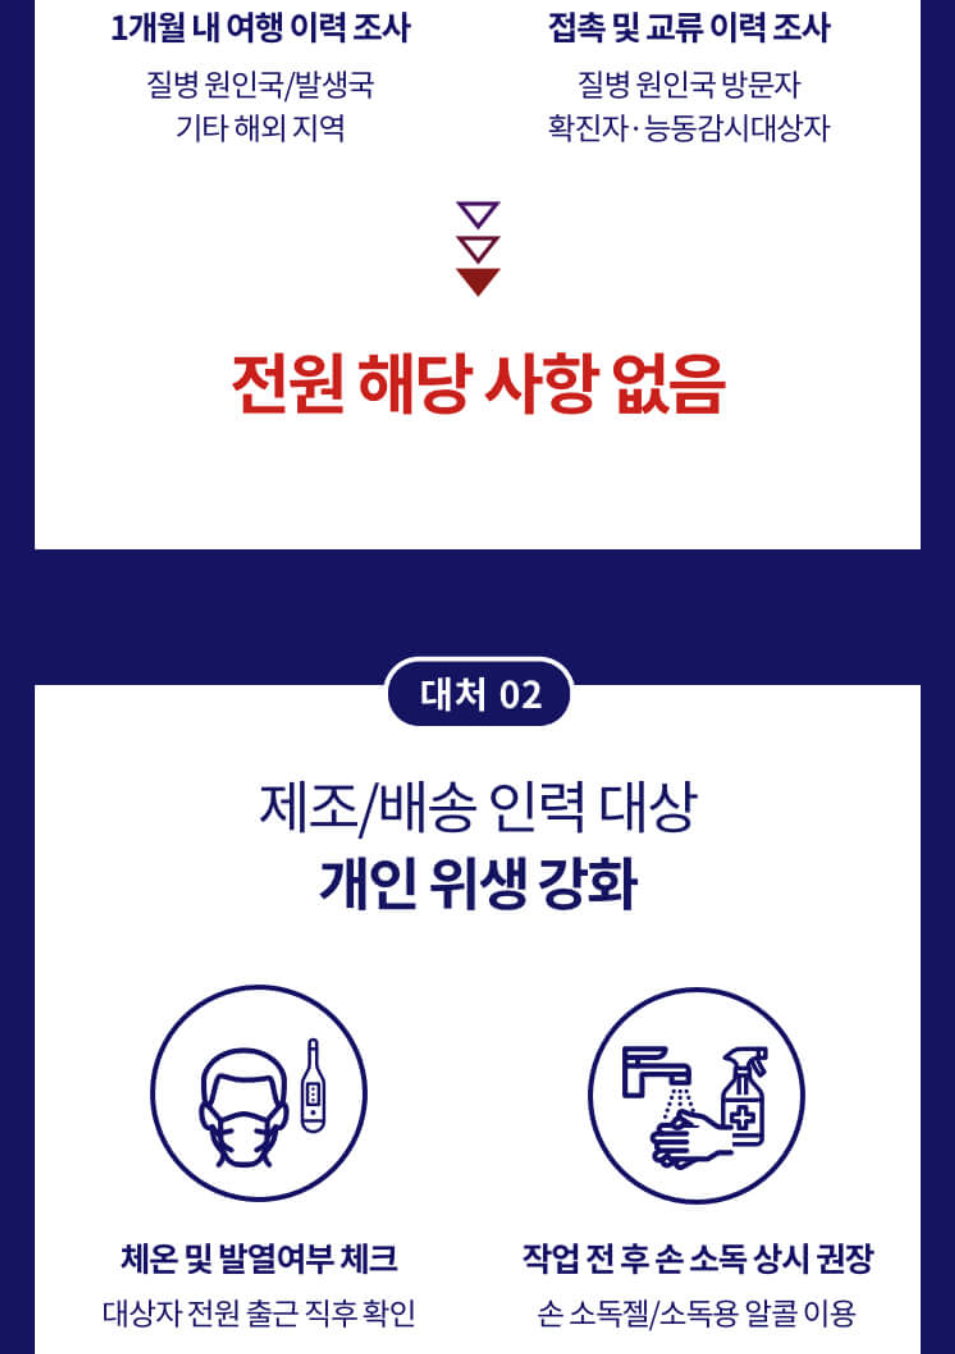 1개월 내 여행 이력 조사
질병 원인국/발생국
기타 해외 지역
접촉 및 교류 이력 조사
질병 원인국 방문자
확진자·능동감시대상자
전원 해당 사항 없음
대처 02
제조/배송 인력 대상
개인 위생 강화
체온 및 발열여부 체크
대상자 전원 출근 직후 확인
작업 전 후 손 소독 상시 권장
손 소독젤/소독용 알콜 이용